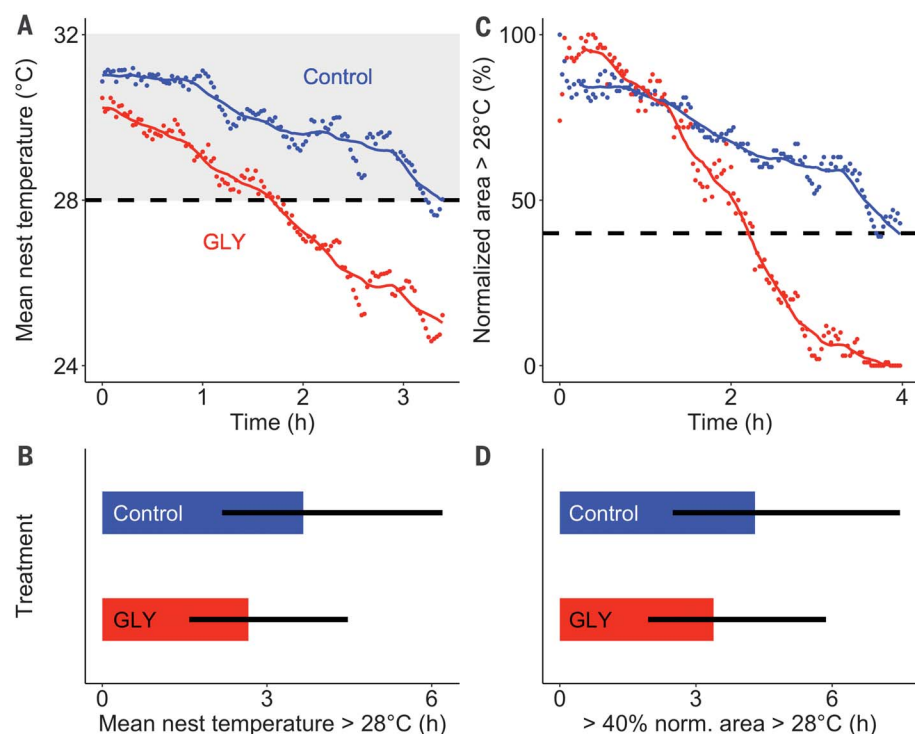 A
Mean nest temperature (°C)
32
28
24
Control
GLY
0 1 2 3
Time (h)
C
Normalized area > 28°C (%)
100
50
0
0 2 4
Time (h)
B
Treatment
Control
GLY
0 3 6
Mean nest temperature > 28°C (h)
D
Control
GLY
0 3 6
> 40% norm. area > 28°C (h)